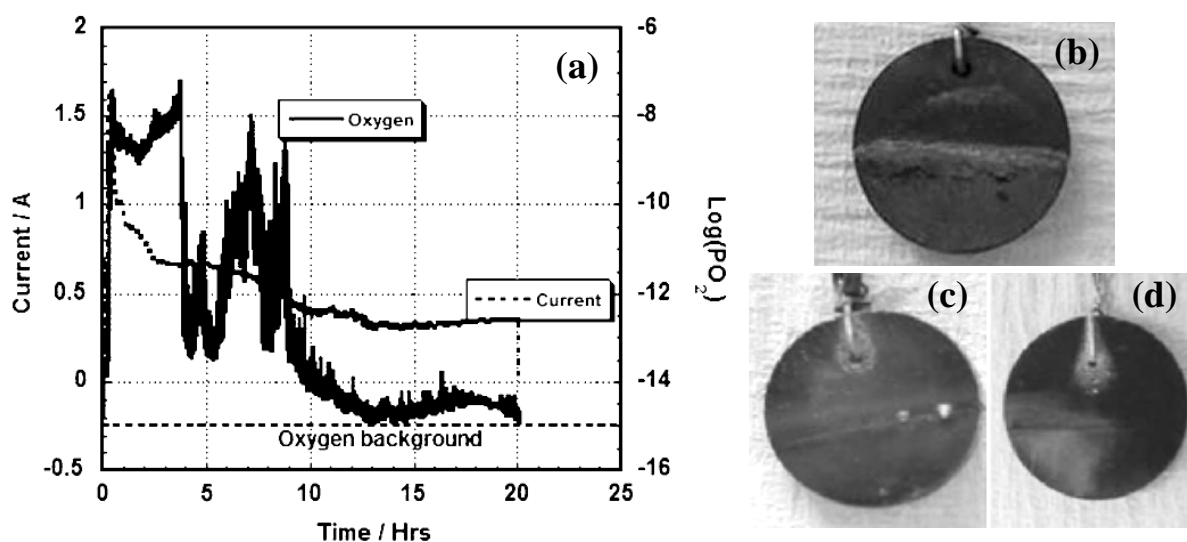 2
1.5
1
0.5
0
-0.5
Current / A
0
5
10
15
20
25
Time / Hrs
-6
-8
-10
-12
-14
-16
Log(PO2)
(a)
Oxygen
Current
Oxygen background
(b)
(c)
(d)